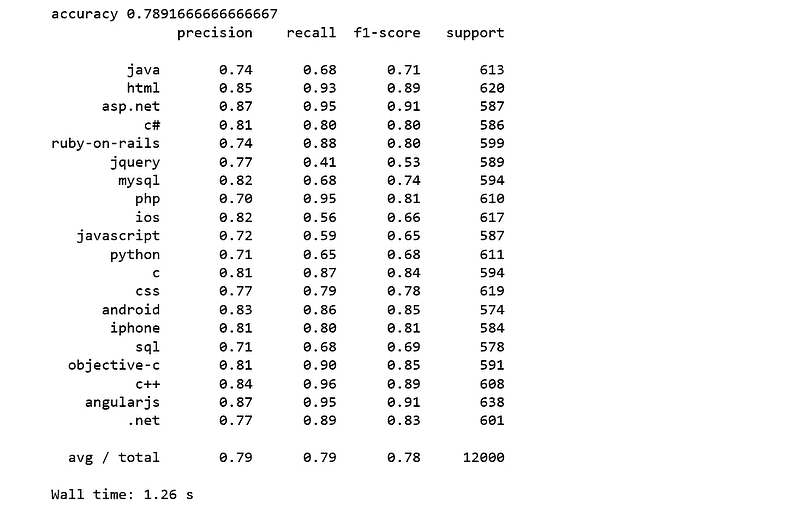 accuracy 0.7891666666666667
precision recall f1-score support
java 0.74 0.68 0.71 613
html 0.85 0.93 0.89 620
asp.net 0.87 0.95 0.91 587
c# 0.81 0.80 0.80 586
ruby-on-rails 0.74 0.88 0.80 599
jquery 0.77 0.41 0.53 589
mysql 0.82 0.68 0.74 594
php 0.70 0.95 0.81 610
ios 0.82 0.56 0.66 617
javascript 0.72 0.59 0.65 587
python 0.71 0.65 0.68 611
c 0.81 0.87 0.84 594
css 0.77 0.79 0.78 619
android 0.83 0.86 0.85 574
iphone 0.81 0.80 0.81 584
sql 0.71 0.68 0.69 578
objective-c 0.81 0.90 0.85 591
c++ 0.84 0.96 0.89 608
angularjs 0.87 0.95 0.91 638
.net 0.77 0.89 0.83 601
avg / total 0.79 0.79 0.78 12000
Wall time: 1.26 s